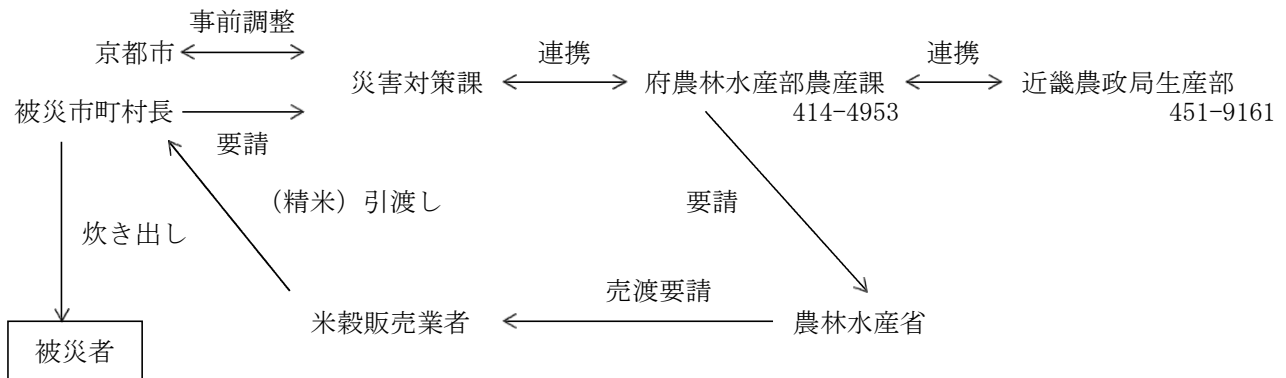 事前調整
京都市
連携
連携
災害対策課
府農林水産部農産課
近畿農政局生産部
被災市町村長
414-4953
451-9161
要請
(精米)引渡し
要請
炊き出し
売渡要請
米穀販売業者
農林水産省
被災者